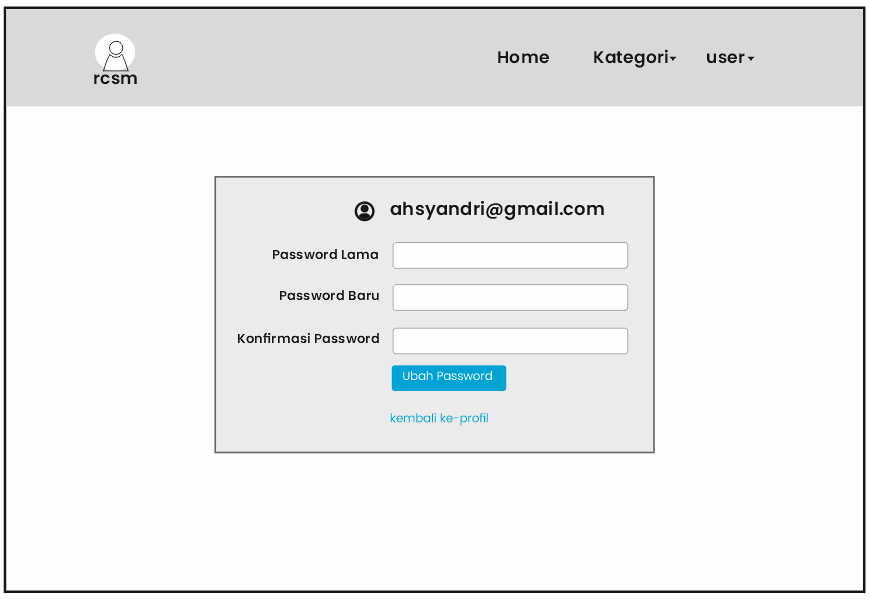 rcsm
Home Kategori user
ahsyandri@gmail.com
Password Lama
Password Baru
Konfirmasi Password
Ubah Password
kembali ke-profil